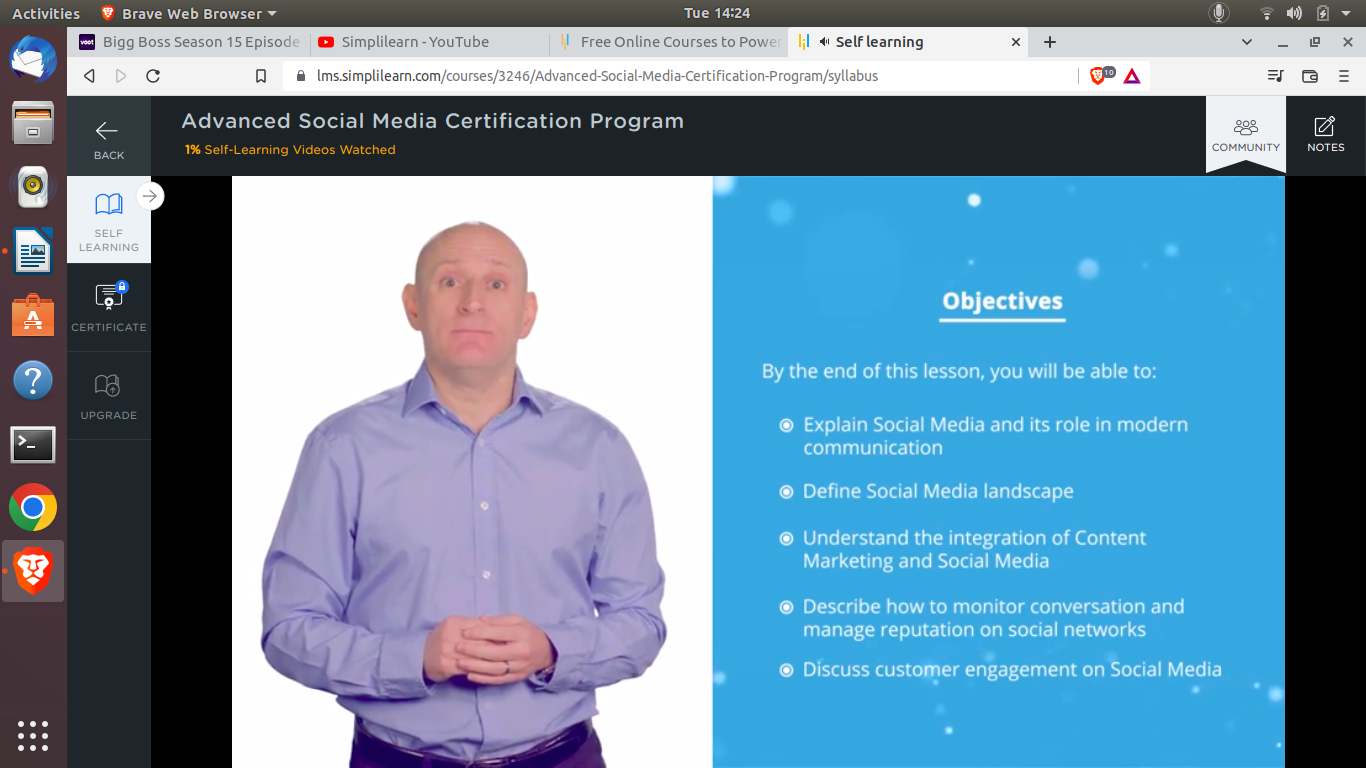 Activities
Brave Web Browser
Tue 14:24
voot
Bigg Boss Season 15 Episode
Simplilearn - YouTube
Free Online Courses to Power
Self learning
lms.simplilearn.com/courses/3246/Advanced-Social-Media-Certification-Program/syllabus
10
BACK
Advanced Social Media Certification Program
1% Self-Learning Videos Watched
COMMUNITY
NOTES
SELF
LEARNING
CERTIFICATE
UPGRADE
Objectives
By the end of this lesson, you will be able to:
Explain Social Media and its role in modern
communication
Define Social Media landscape
Understand the integration of Content
Marketing and Social Media
Describe how to monitor conversation and
manage reputation on social networks
Discuss customer engagement on Social Media